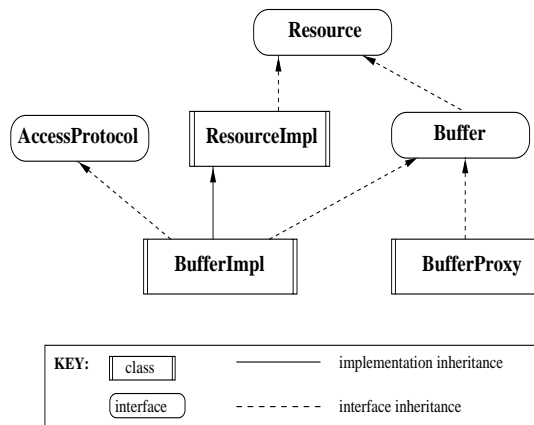 Resource
AccessProtocol
ResourceImpl
Buffer
BufferImpl
BufferProxy
KEY:
class
implementation inheritance
interface
interface inheritance